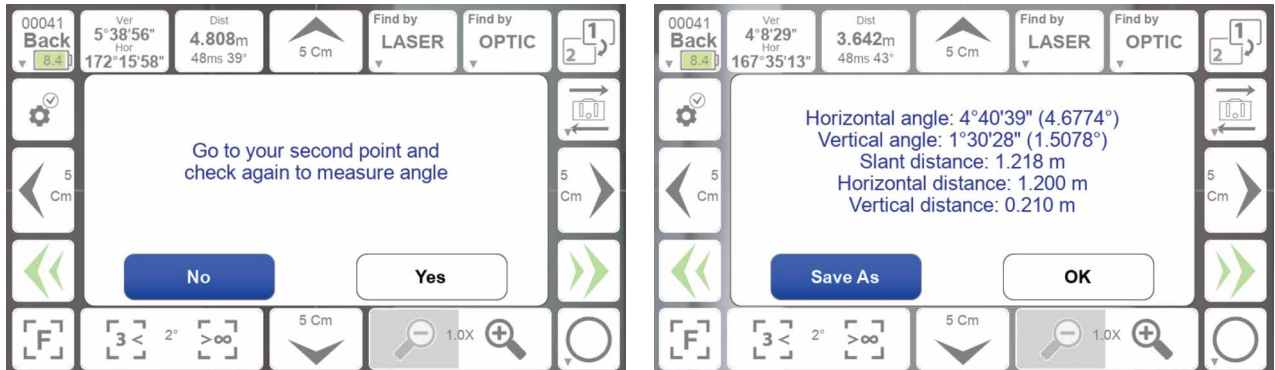 00041
Back
8.4
Ver
5°38'56"
Hor
172°15'58"
Dist
4.808m
48ms 39°
5 Cm
Find by
LASER
Find by
OPTIC
1
2
5
Cm
Go to your second point and
check again to measure angle
5
Cm
No
Yes
F
3 <
2°
>∞
5 Cm
1.0X
00041
Back
8.4
Ver
4°8'29"
Hor
167°35'13"
Dist
3.642m
48ms 43°
5 Cm
Find by
LASER
Find by
OPTIC
1
2
5
Cm
Horizontal angle: 4°40'39" (4.6774°)
Vertical angle: 1°30'28" (1.5078°)
Slant distance: 1.218 m
Horizontal distance: 1.200 m
Vertical distance: 0.210 m
5
Cm
Save As
OK
F
3 <
2°
>∞
5 Cm
1.0X